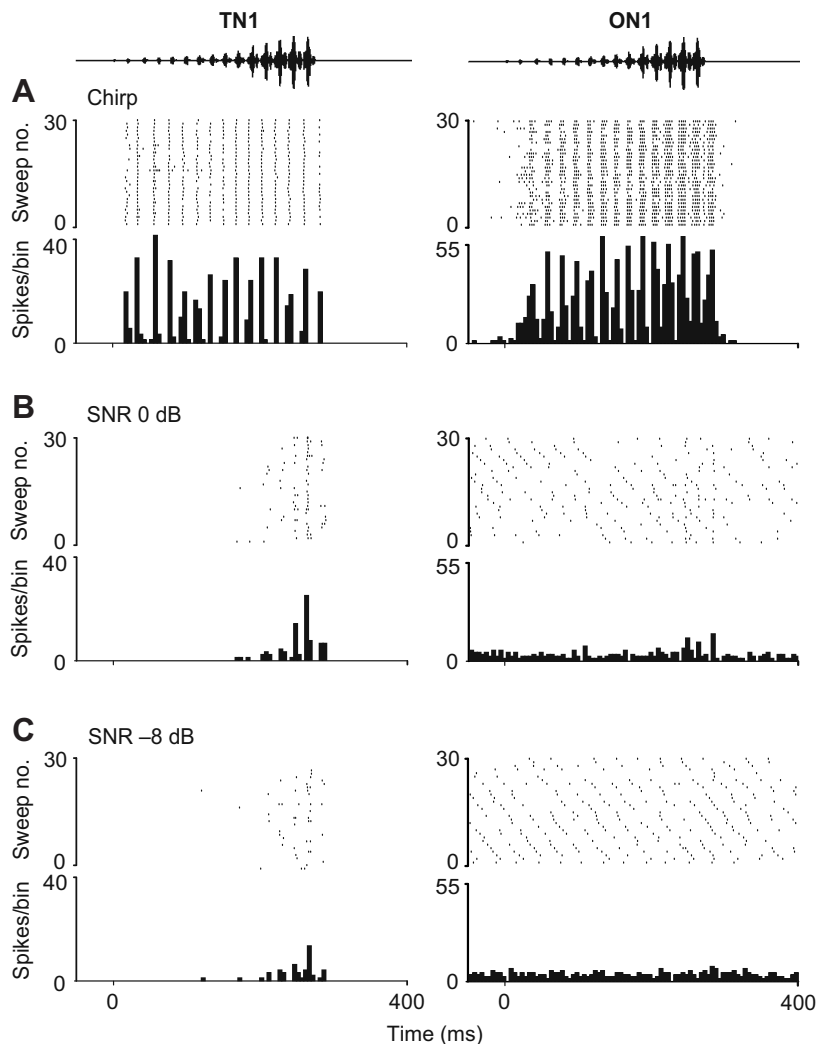 TN1
ON1
A
Chirp
30
Sweep no.
0
40
Spikes/bin
0
30
0
55
0
B
SNR 0 dB
30
Sweep no.
0
40
Spikes/bin
0
30
0
55
0
C
SNR –8 dB
30
Sweep no.
0
40
Spikes/bin
0
30
0
55
0
0
400
0
400
Time (ms)